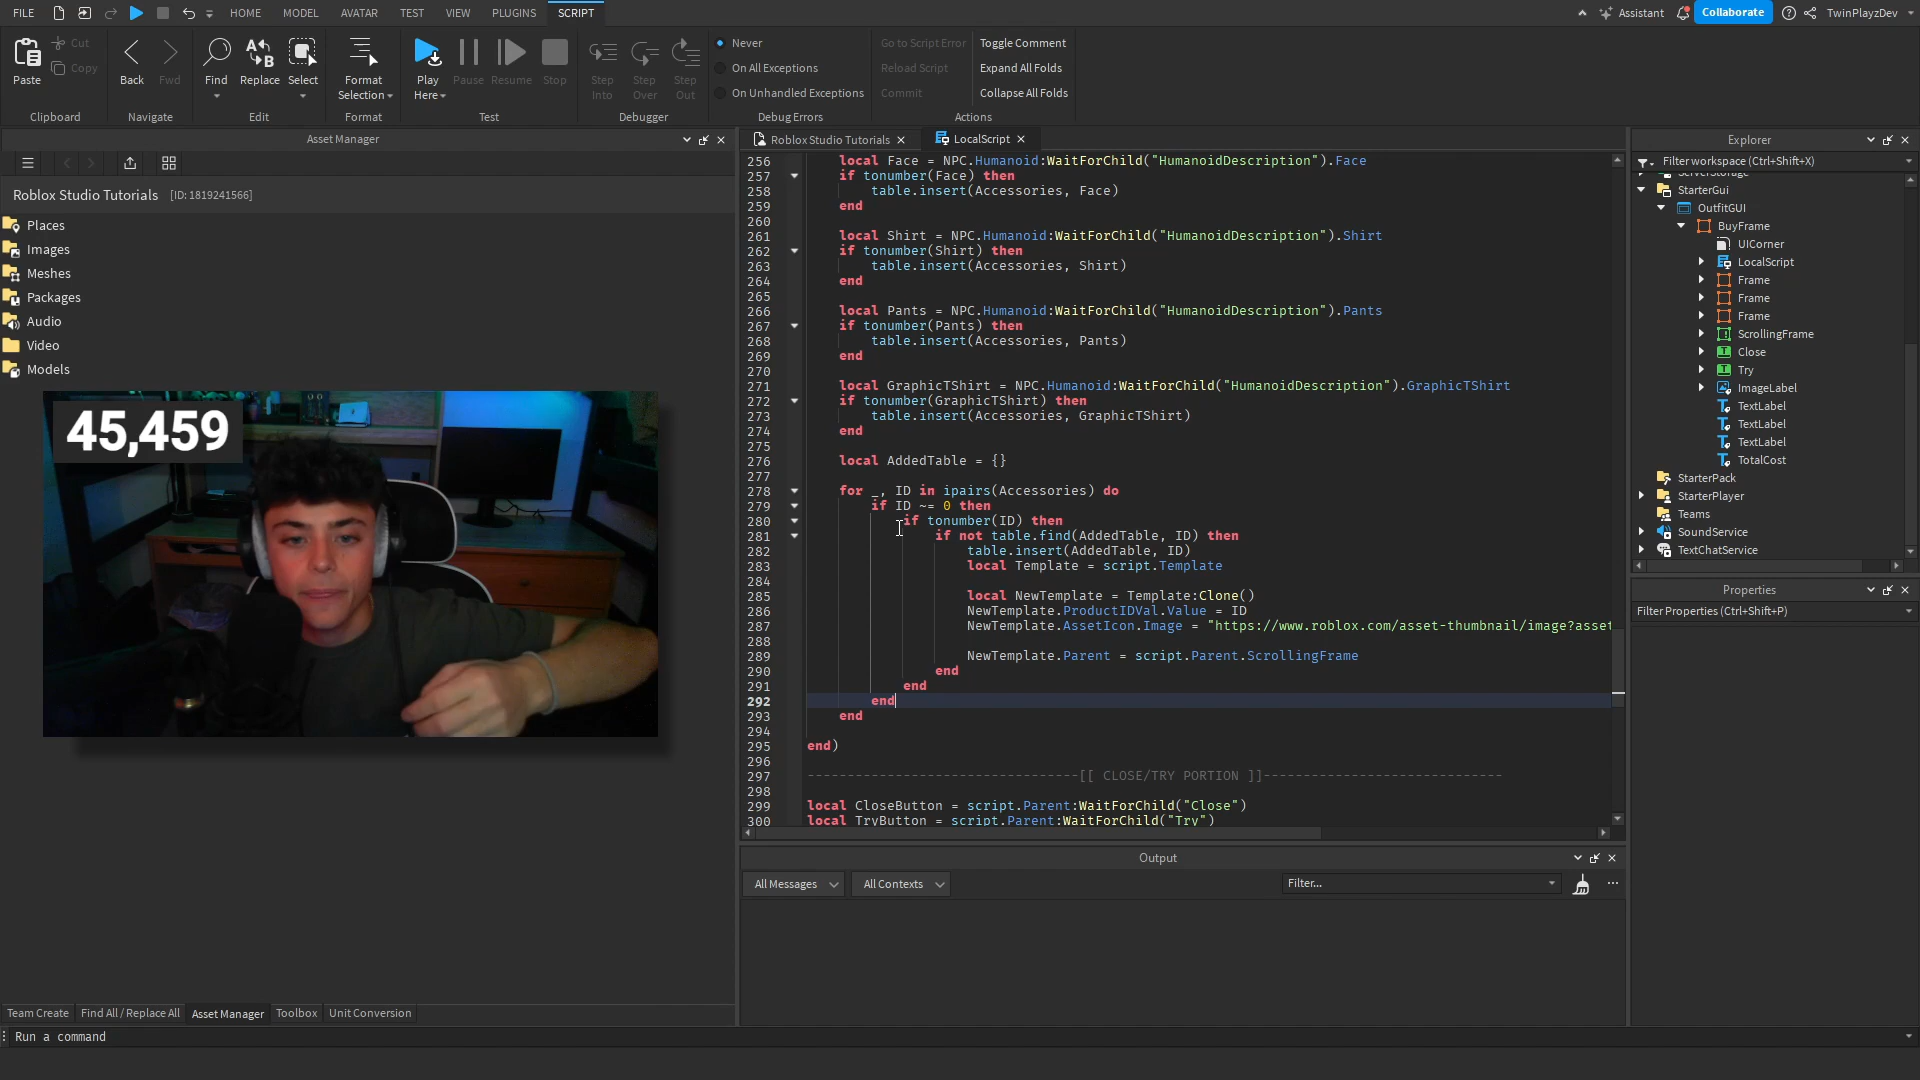 FILE HOME MODEL AVATAR TEST VIEW PLUGINS SCRIPT Assistant Collaborate TwinPlayzDev
Paste Cut Copy
Clipboard
Back Fwd
Navigate
Find Replace Select
Edit
Format Selection
Format
Play Here Pause Resume Stop
Test
Step Into Step Over Step Out
Debugger
Never
On All Exceptions
On Unhandled Exceptions
Debug Errors
Go to Script Error Toggle Comment
Reload Script Expand All Folds
Commit Collapse All Folds
Actions
Asset Manager
Roblox Studio Tutorials [ID: 1819241566]
Places
Images
Meshes
Packages
Audio
Video
Models
45,459
Team Create Find All / Replace All Asset Manager Toolbox Unit Conversion
Run a command
Roblox Studio Tutorials LocalScript
256 local Face = NPC.Humanoid:WaitForChild("HumanoidDescription").Face
257 if tonumber(Face) then
258 table.insert(Accessories, Face)
259 end
260
261 local Shirt = NPC.Humanoid:WaitForChild("HumanoidDescription").Shirt
262 if tonumber(Shirt) then
263 table.insert(Accessories, Shirt)
264 end
265
266 local Pants = NPC.Humanoid:WaitForChild("HumanoidDescription").Pants
267 if tonumber(Pants) then
268 table.insert(Accessories, Pants)
269 end
270
271 local GraphicTShirt = NPC.Humanoid:WaitForChild("HumanoidDescription").GraphicTShirt
272 if tonumber(GraphicTShirt) then
273 table.insert(Accessories, GraphicTShirt)
274 end
275
276 local AddedTable = {}
277
278 for _, ID in ipairs(Accessories) do
279 if ID ~= 0 then
280 if tonumber(ID) then
281 if not table.find(AddedTable, ID) then
282 table.insert(AddedTable, ID)
283 local Template = script.Template
284
285 local NewTemplate = Template:Clone()
286 NewTemplate.ProductIDVal.Value = ID
287 NewTemplate.AssetIcon.Image = "https://www.roblox.com/asset-thumbnail/image?asset
288
289 NewTemplate.Parent = script.Parent.ScrollingFrame
290 end
291 end
292 end
293 end
294
295 end)
296
297 ----------------------------------[[ CLOSE/TRY PORTION ]]------------------------------
298
299 local CloseButton = script.Parent:WaitForChild("Close")
300 local TryButton = script.Parent:WaitForChild("Try")
Output
All Messages All Contexts Filter...
Explorer
Filter workspace (Ctrl+Shift+X)
ServerStorage
StarterGui
OutfitGUI
BuyFrame
UICorner
LocalScript
Frame
Frame
Frame
ScrollingFrame
Close
Try
ImageLabel
TextLabel
TextLabel
TextLabel
TotalCost
StarterPack
StarterPlayer
Teams
SoundService
TextChatService
Properties
Filter Properties (Ctrl+Shift+P)